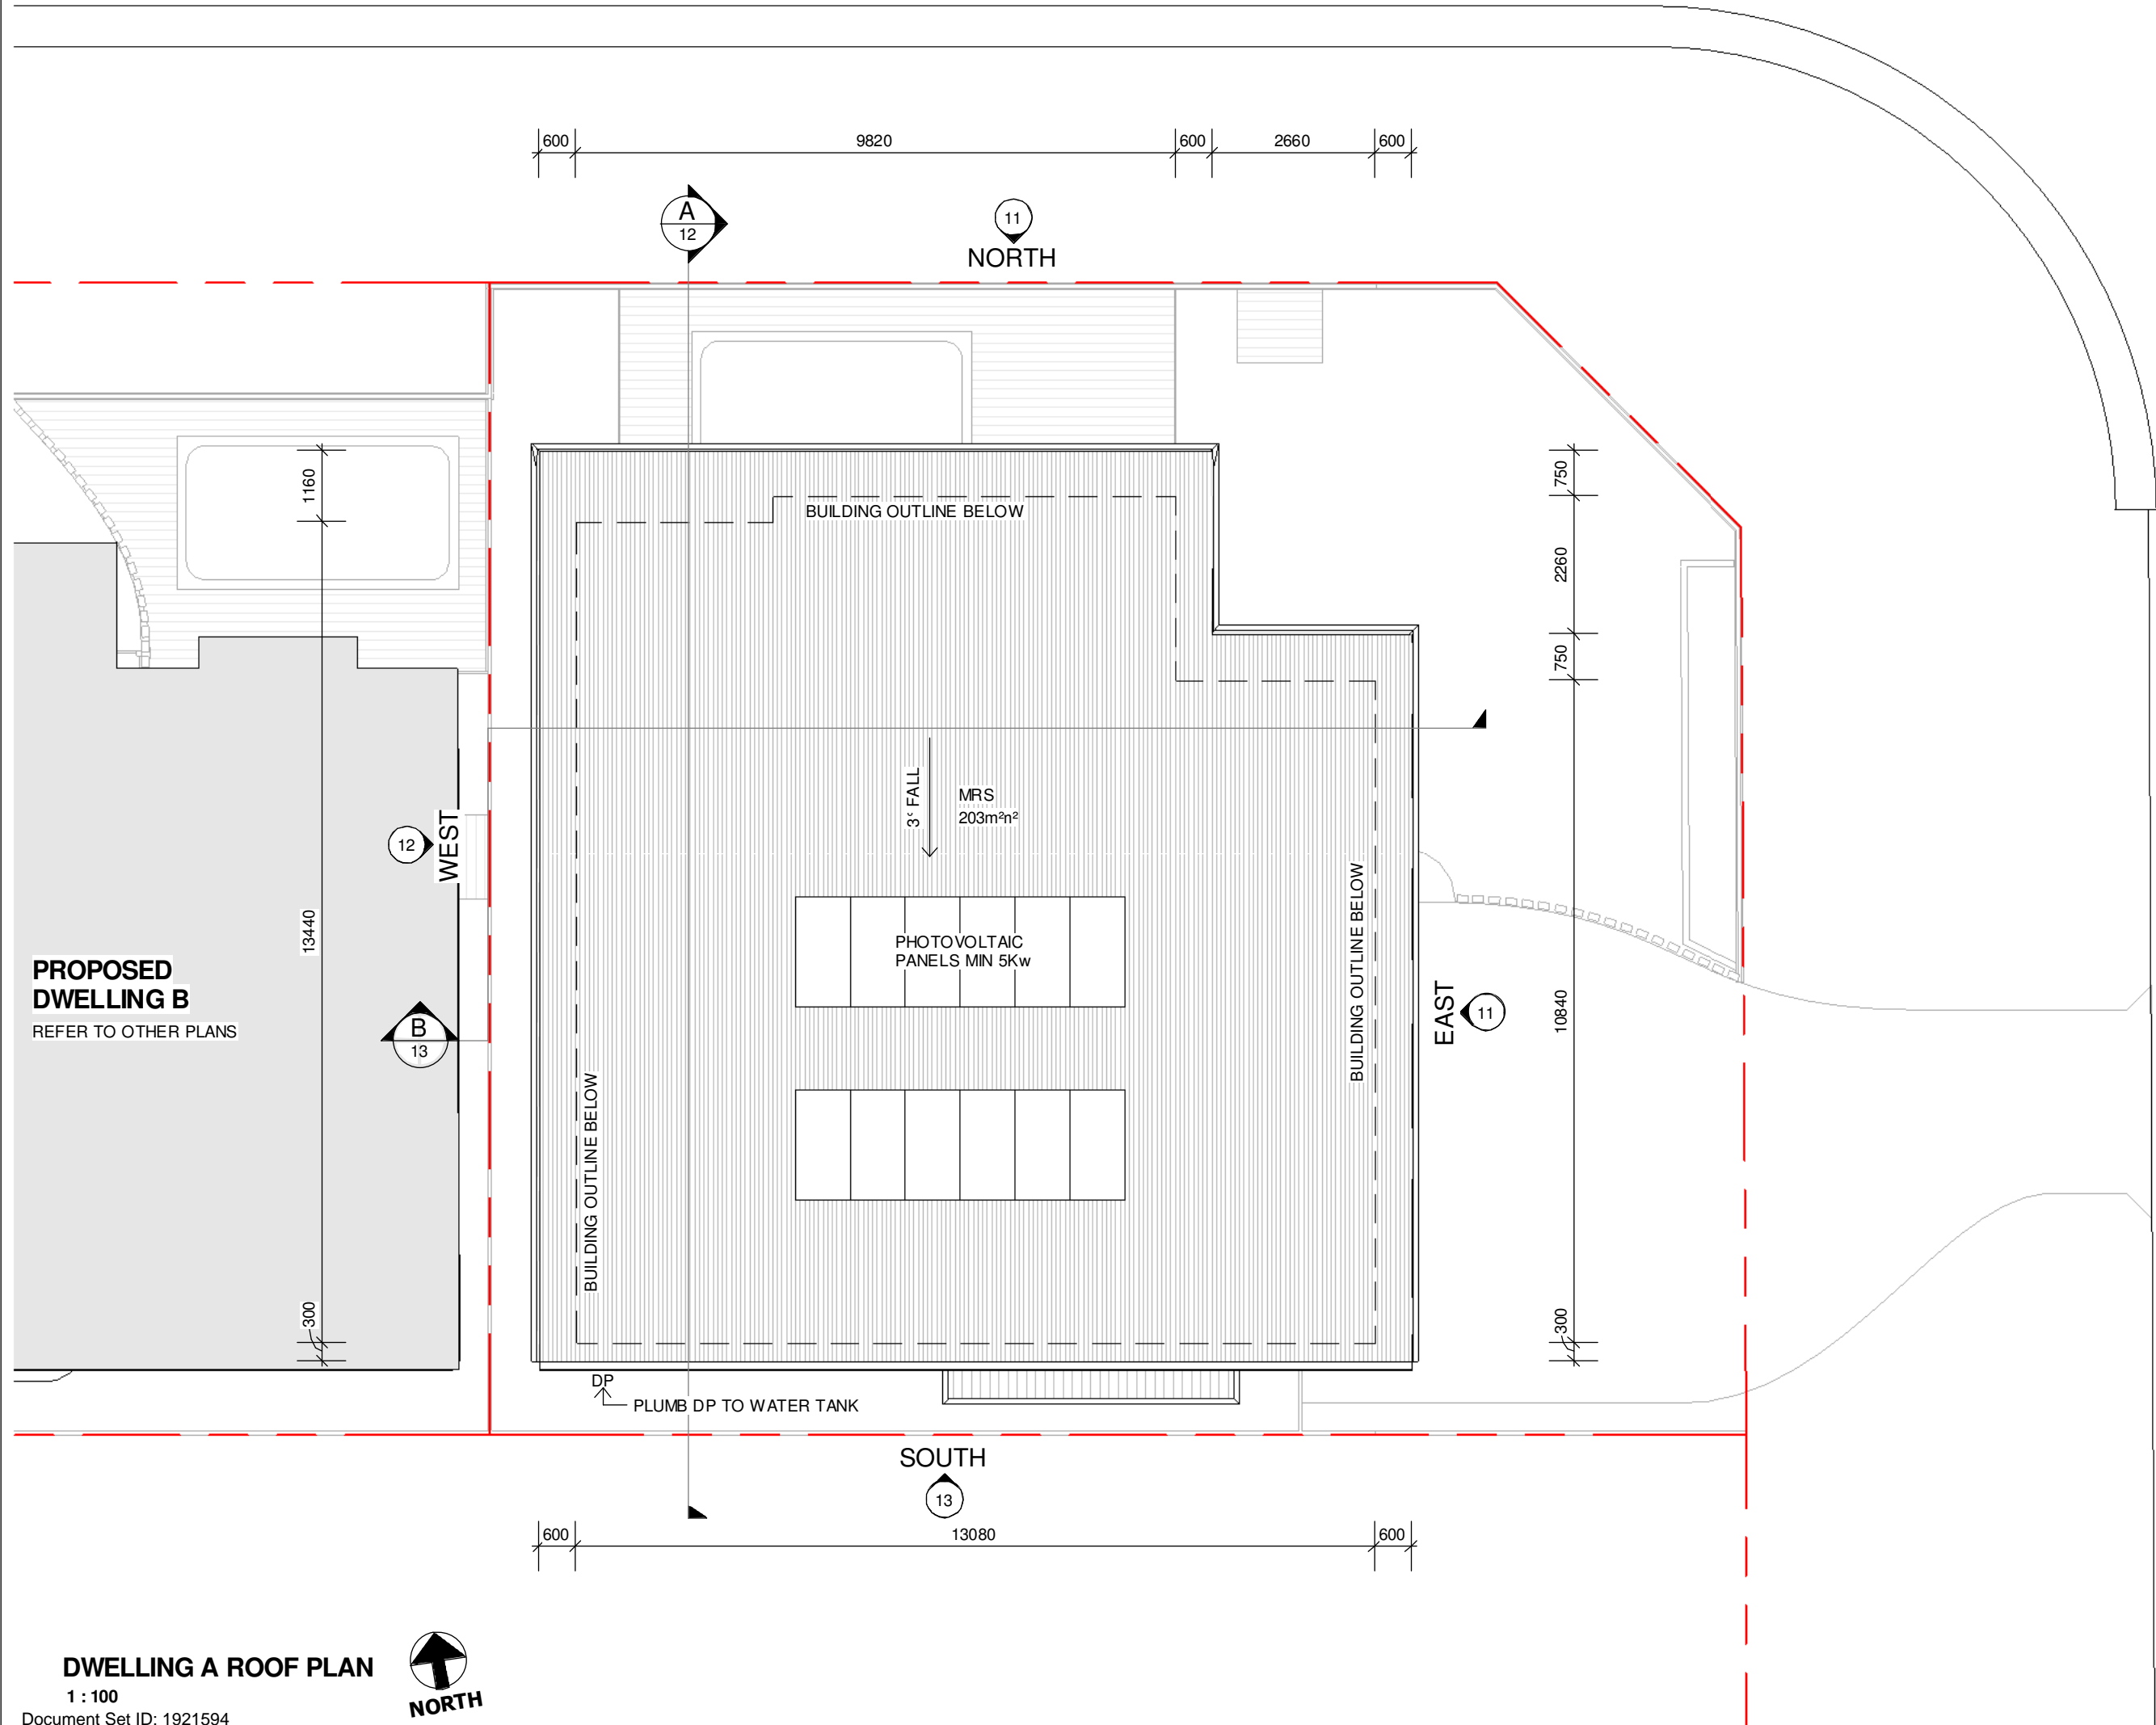 600
9820
600
2660
600
A
12
11
NORTH
1160
750
BUILDING OUTLINE BELOW
2260
750
3° FALL
MRS
203m²n²
12
WEST
13440
PHOTOVOLTAIC
PANELS MIN 5Kw
BUILDING OUTLINE BELOW
EAST
11
10840
PROPOSED
DWELLING B
REFER TO OTHER PLANS
B
13
BUILDING OUTLINE BELOW
300
300
DP
PLUMB DP TO WATER TANK
SOUTH
13
600
13080
600
DWELLING A ROOF PLAN
1 : 100
NORTH
Document Set ID: 1921594